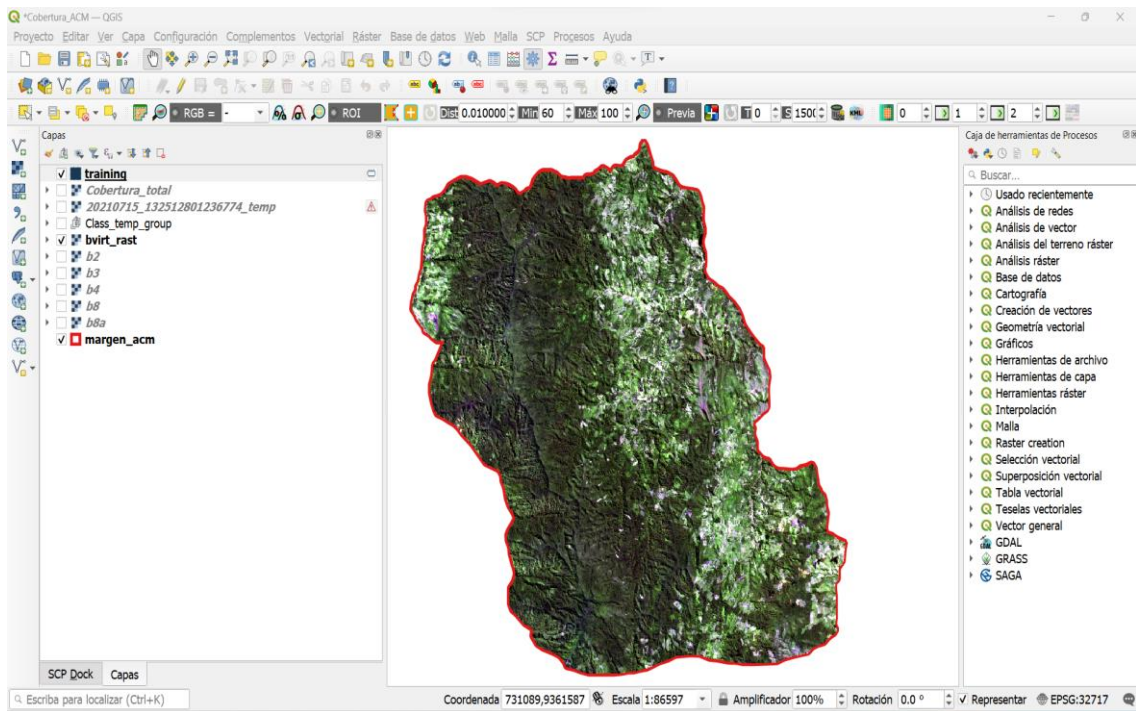 *Cobertura_ACM — QGIS
Proyecto Editar Ver Capa Configuración Complementos Vectorial Ráster Base de datos Web Malla SCP Procesos Ayuda
RGB = - ROI Dist 0.010000 Min 60 Máx 100 Previa T 0 S 150( 0 1 2
Capas
training
Cobertura_total
20210715_132512801236774_temp
Class_temp_group
bvirt_rast
b2
b3
b4
b8
b8a
margen_acm
SCP Dock Capas
Caja de herramientas de Procesos
Buscar...
Usado recientemente
Análisis de redes
Análisis de vector
Análisis del terreno ráster
Análisis ráster
Base de datos
Cartografía
Creación de vectores
Geometría vectorial
Gráficos
Herramientas de archivo
Herramientas de capa
Herramientas ráster
Interpolación
Malla
Raster creation
Selección vectorial
Superposición vectorial
Tabla vectorial
Teselas vectoriales
Vector general
GDAL
GRASS
SAGA
Escriba para localizar (Ctrl+K) Coordenada 731089,9361587 Escala 1:86597 Amplificador 100% Rotación 0.0 ° Representar EPSG:32717